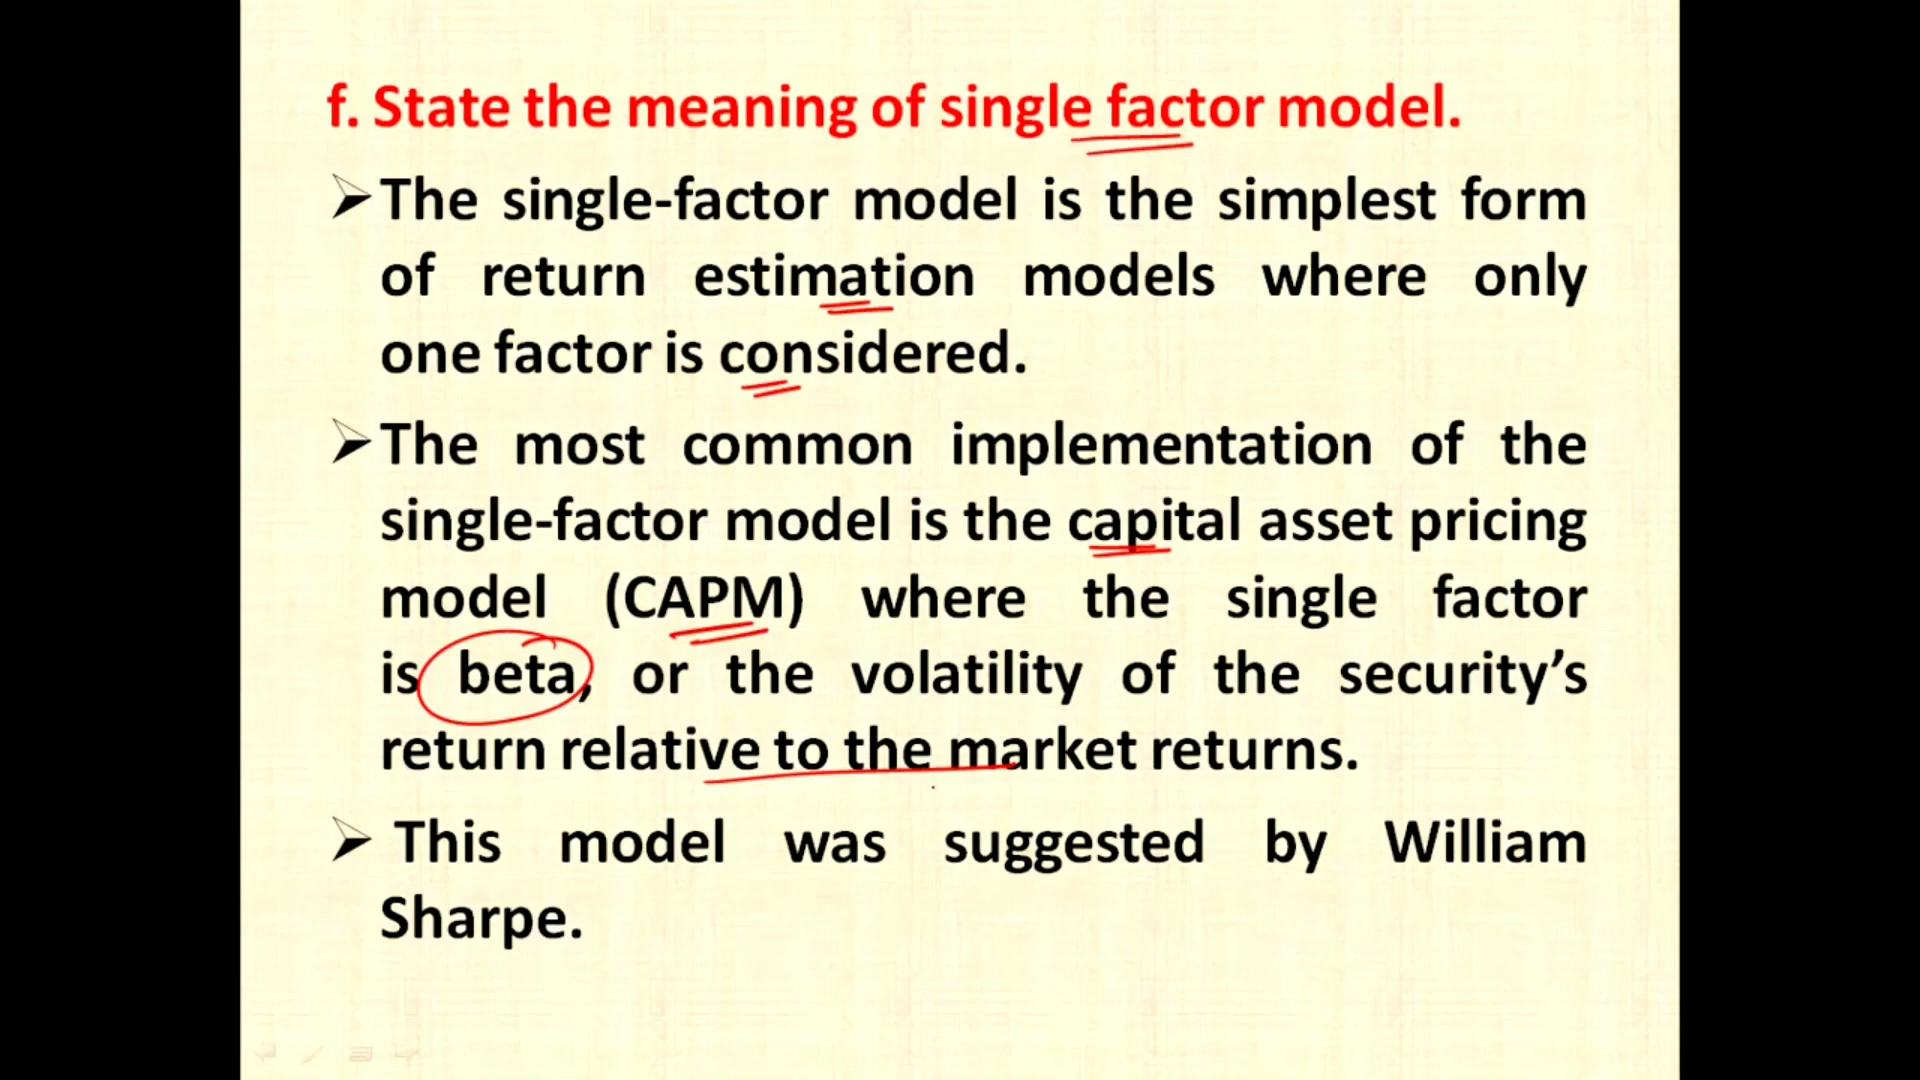 f. State the meaning of single factor model.
The single-factor model is the simplest form
of return estimation models where only
one factor is considered.
The most common implementation of the
single-factor model is the capital asset pricing
model (CAPM) where the single factor
is beta, or the volatility of the security’s
return relative to the market returns.
This model was suggested by William
Sharpe.